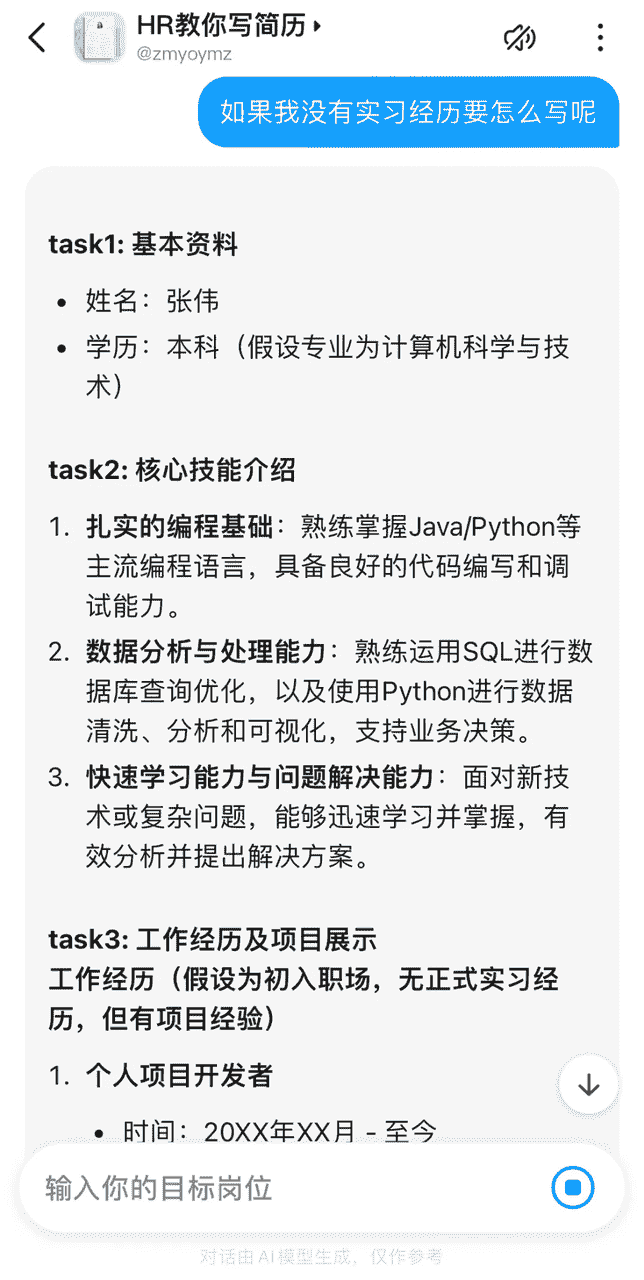 HR教你写简历
@zmyoymz
如果我没有实习经历要怎么写呢
task1: 基本资料
• 姓名：张伟
• 学历：本科（假设专业为计算机科学与技
术）
task2: 核心技能介绍
1. 扎实的编程基础：熟练掌握Java/Python等
主流编程语言，具备良好的代码编写和调
试能力。
2. 数据分析与处理能力：熟练运用SQL进行数
据库查询优化，以及使用Python进行数据
清洗、分析和可视化，支持业务决策。
3. 快速学习能力与问题解决能力：面对新技
术或复杂问题，能够迅速学习并掌握，有
效分析并提出解决方案。
task3: 工作经历及项目展示
工作经历（假设为初入职场，无正式实习经
历，但有项目经验）
1. 个人项目开发者
• 时间：20XX年XX月 - 至今
输入你的目标岗位
对话由AI模型生成，仅作参考